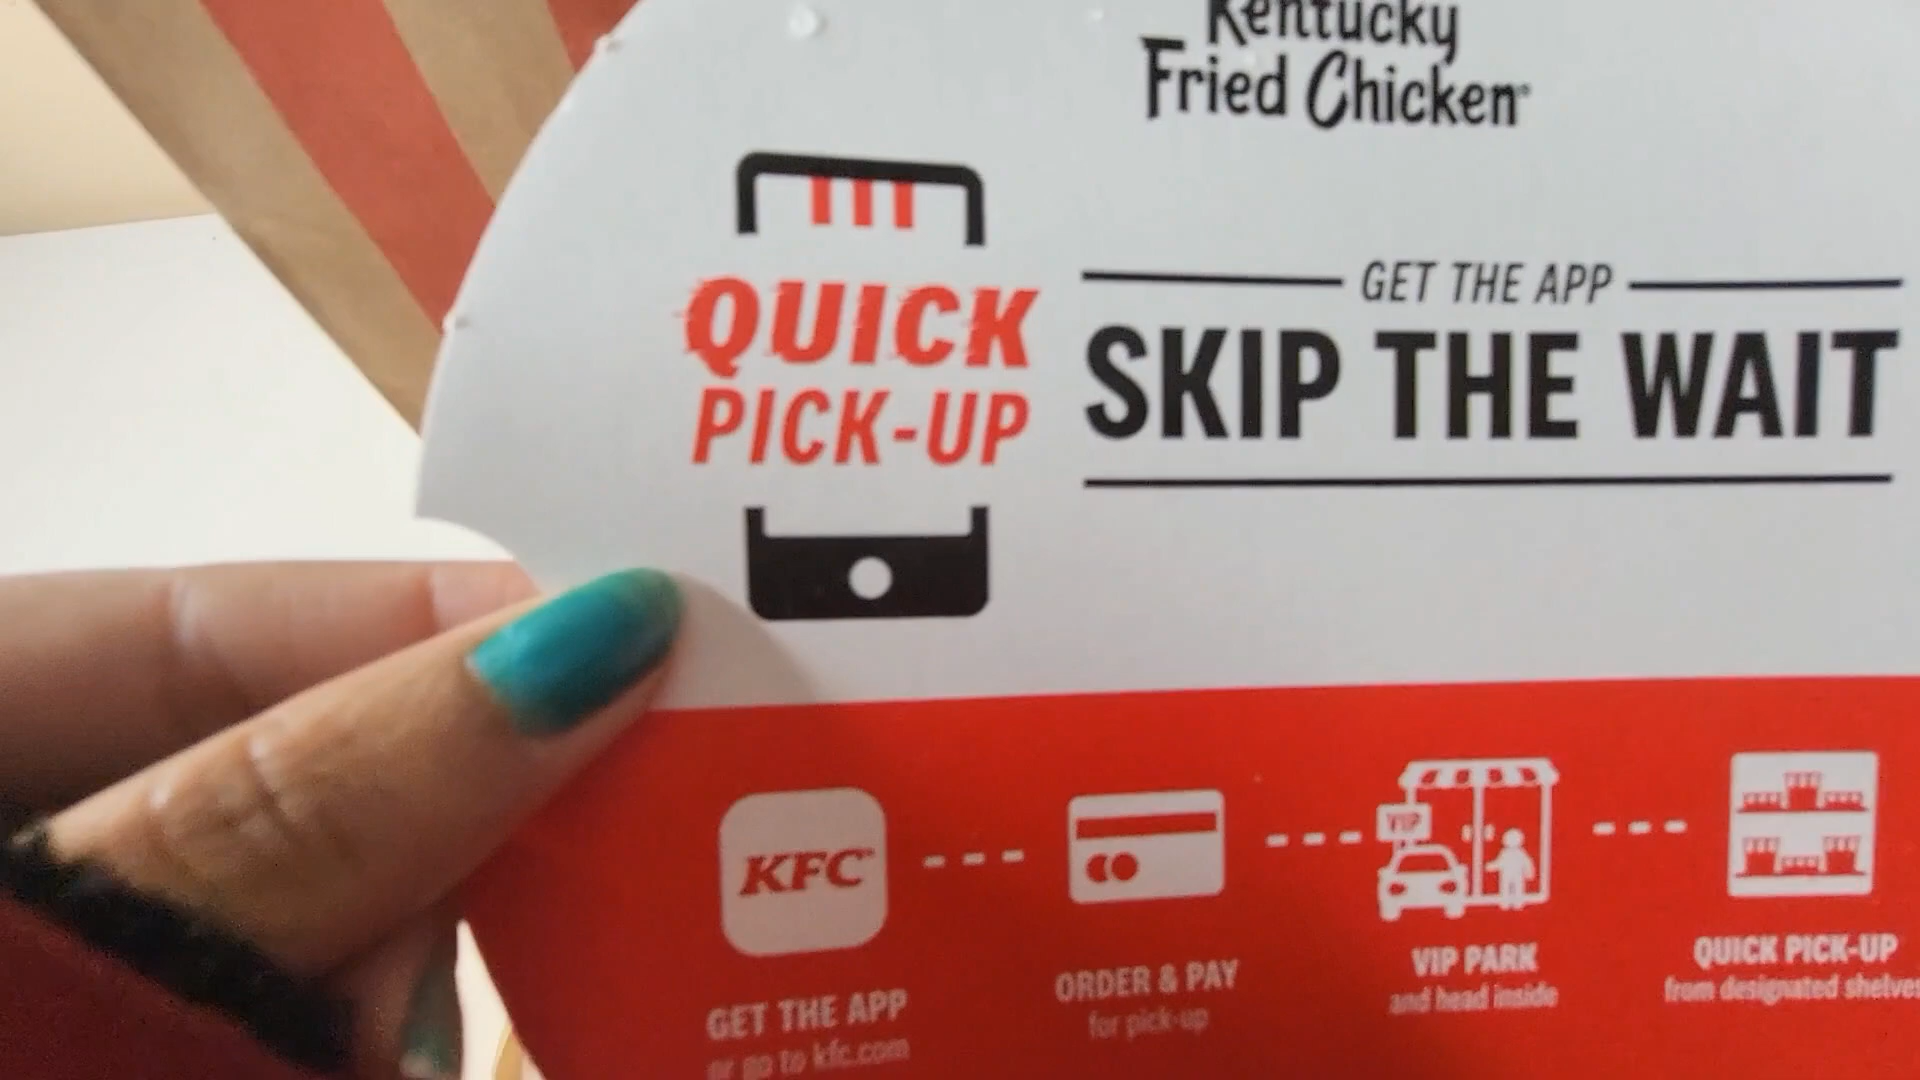 Kentucky
Fried Chicken®
QUICK
PICK-UP
GET THE APP
SKIP THE WAIT
KFC
VIP
GET THE APP
or go to kfc.com
ORDER & PAY
for pick-up
VIP PARK
and head inside
QUICK PICK-UP
from designated shelves